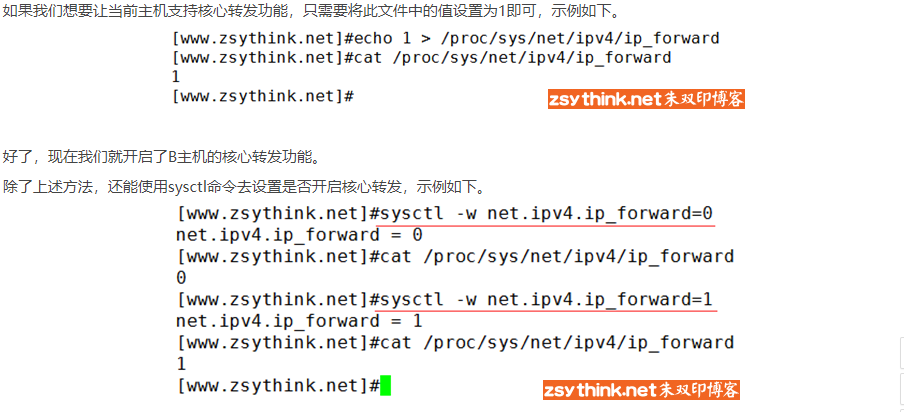 如果我们想要让当前主机支持核心转发功能，只需要将此文件中的值设置为1即可，示例如下。
[www.zsythink.net]#echo 1 > /proc/sys/net/ipv4/ip_forward
[www.zsythink.net]#cat /proc/sys/net/ipv4/ip_forward
1
[www.zsythink.net]#
zsythink.net朱双印博客
好了，现在我们就开启了B主机的核心转发功能。
除了上述方法，还能使用sysctl命令去设置是否开启核心转发，示例如下。
[www.zsythink.net]#sysctl -w net.ipv4.ip_forward=0
net.ipv4.ip_forward = 0
[www.zsythink.net]#cat /proc/sys/net/ipv4/ip_forward
0
[www.zsythink.net]#sysctl -w net.ipv4.ip_forward=1
net.ipv4.ip_forward = 1
[www.zsythink.net]#cat /proc/sys/net/ipv4/ip_forward
1
[www.zsythink.net]#
zsythink.net朱双印博客